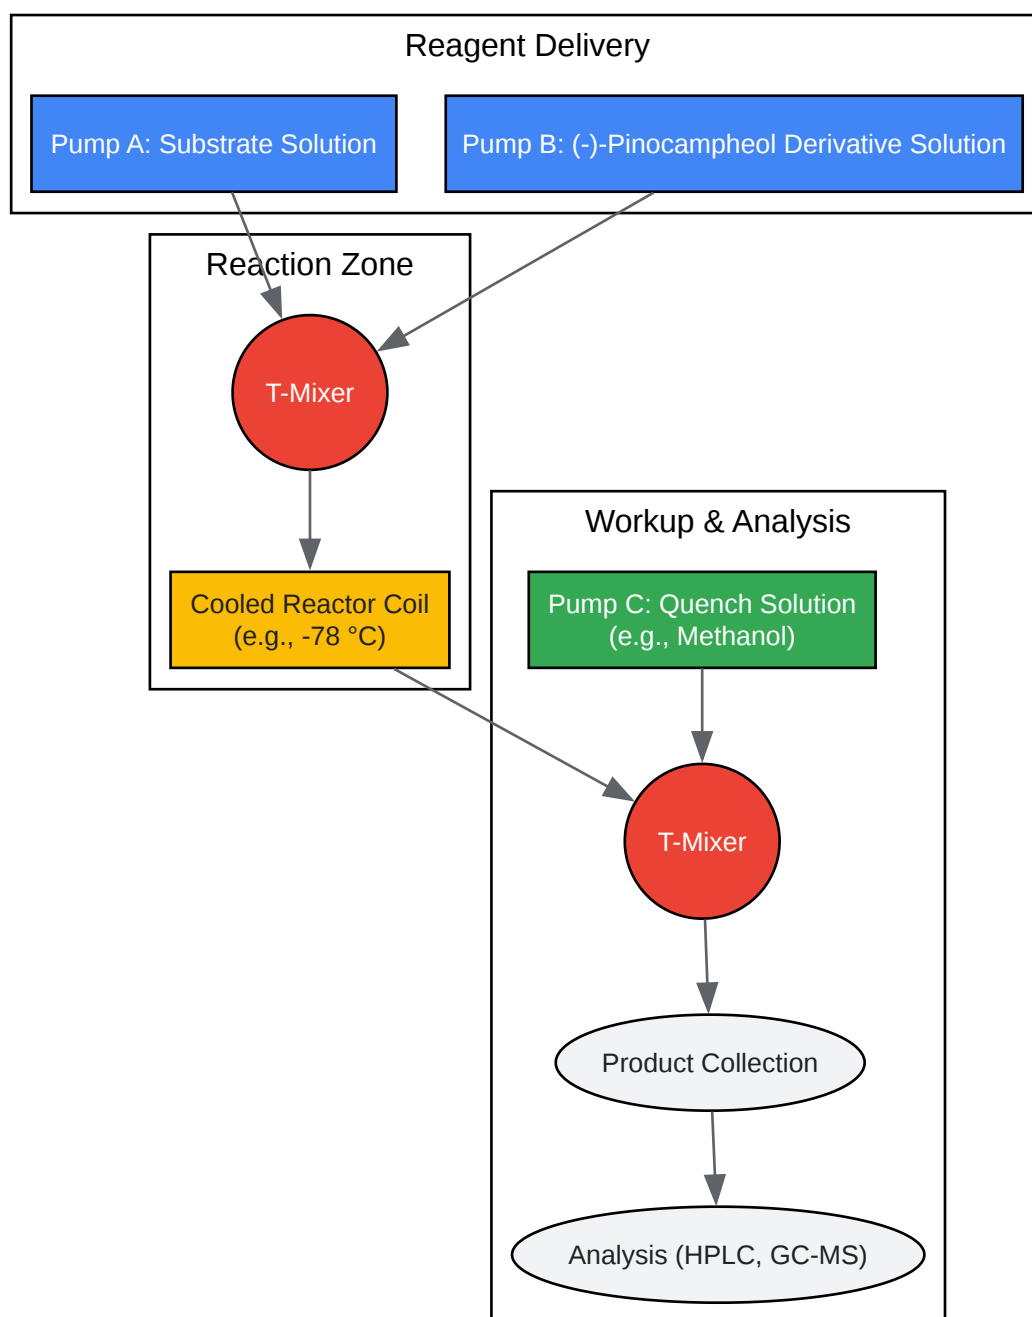 Reagent Delivery
Pump A: Substrate Solution
Pump B: (-)-Pinocampheol Derivative Solution
Reaction Zone
T-Mixer
Cooled Reactor Coil
(e.g., -78 °C)
Workup & Analysis
Pump C: Quench Solution
(e.g., Methanol)
T-Mixer
Product Collection
Analysis (HPLC, GC-MS)